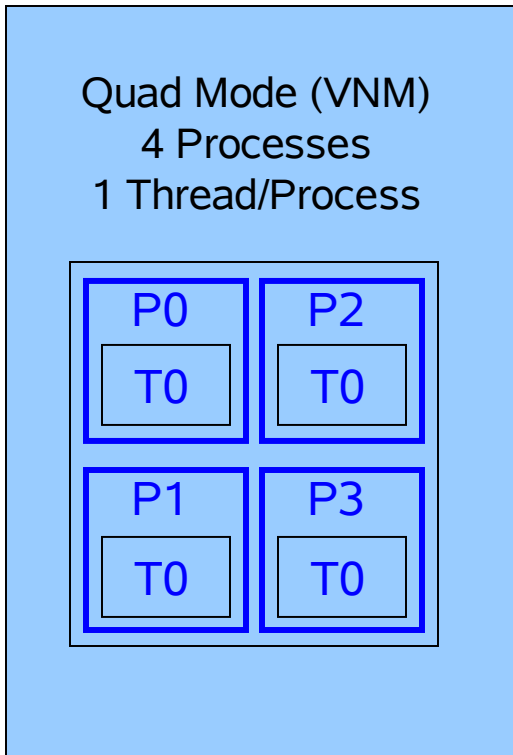 Quad Mode (VNM)
4 Processes
1 Thread/Process
P0 P2
T0 T0
P1 P3
T0 T0